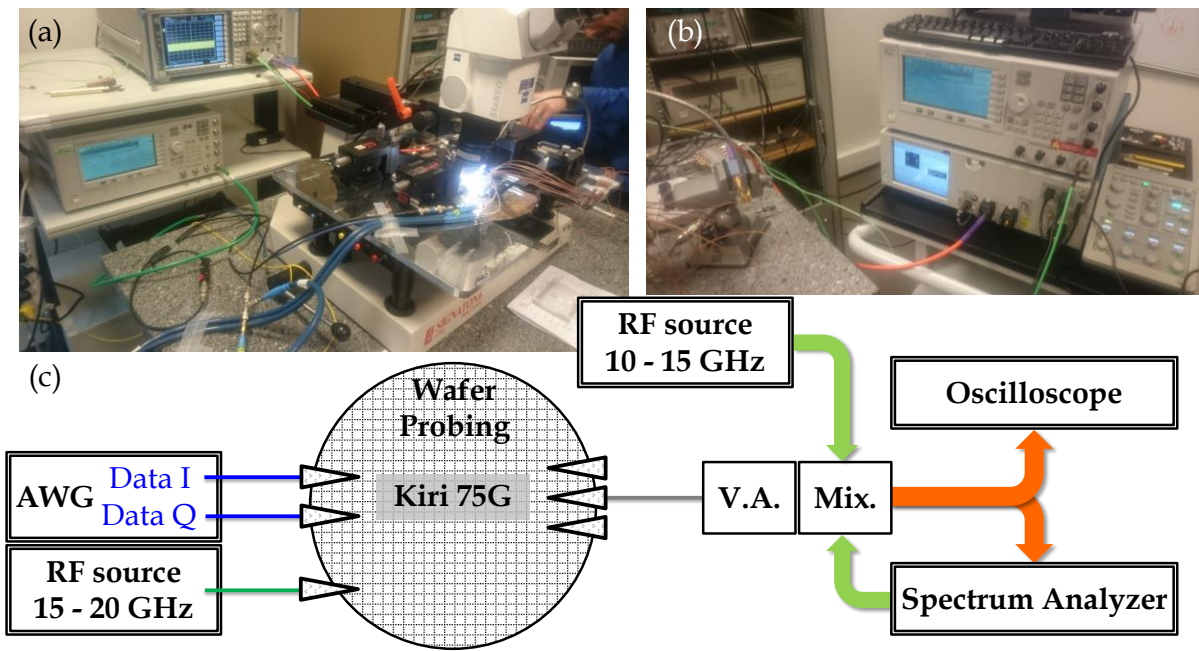 (a)
(b)
SIGNATONE
(c)
RF source
10 - 15 GHz
Wafer
Probing
Oscilloscope
AWG
Data I
Data Q
Kiri 75G
V.A.
Mix.
RF source
15 - 20 GHz
Spectrum Analyzer